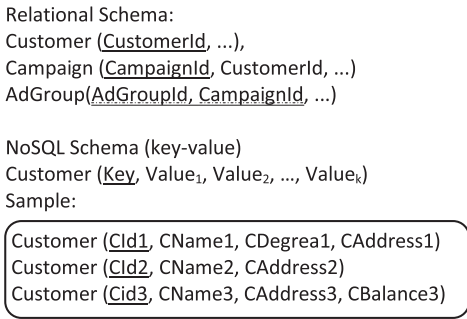 Relational Schema:
Customer (CustomerId, ...),
Campaign (CampaignId, CustomerId, ...)
AdGroup(AdGroupId, CampaignId, ...)
NoSQL Schema (key-value)
Customer (Key, Value₁, Value₂, ..., Valueₖ)
Sample:
Customer (CId1, CName1, CDegrea1, CAddress1)
Customer (CId2, CName2, CAddress2)
Customer (Cid3, CName3, CAddress3, CBalance3)